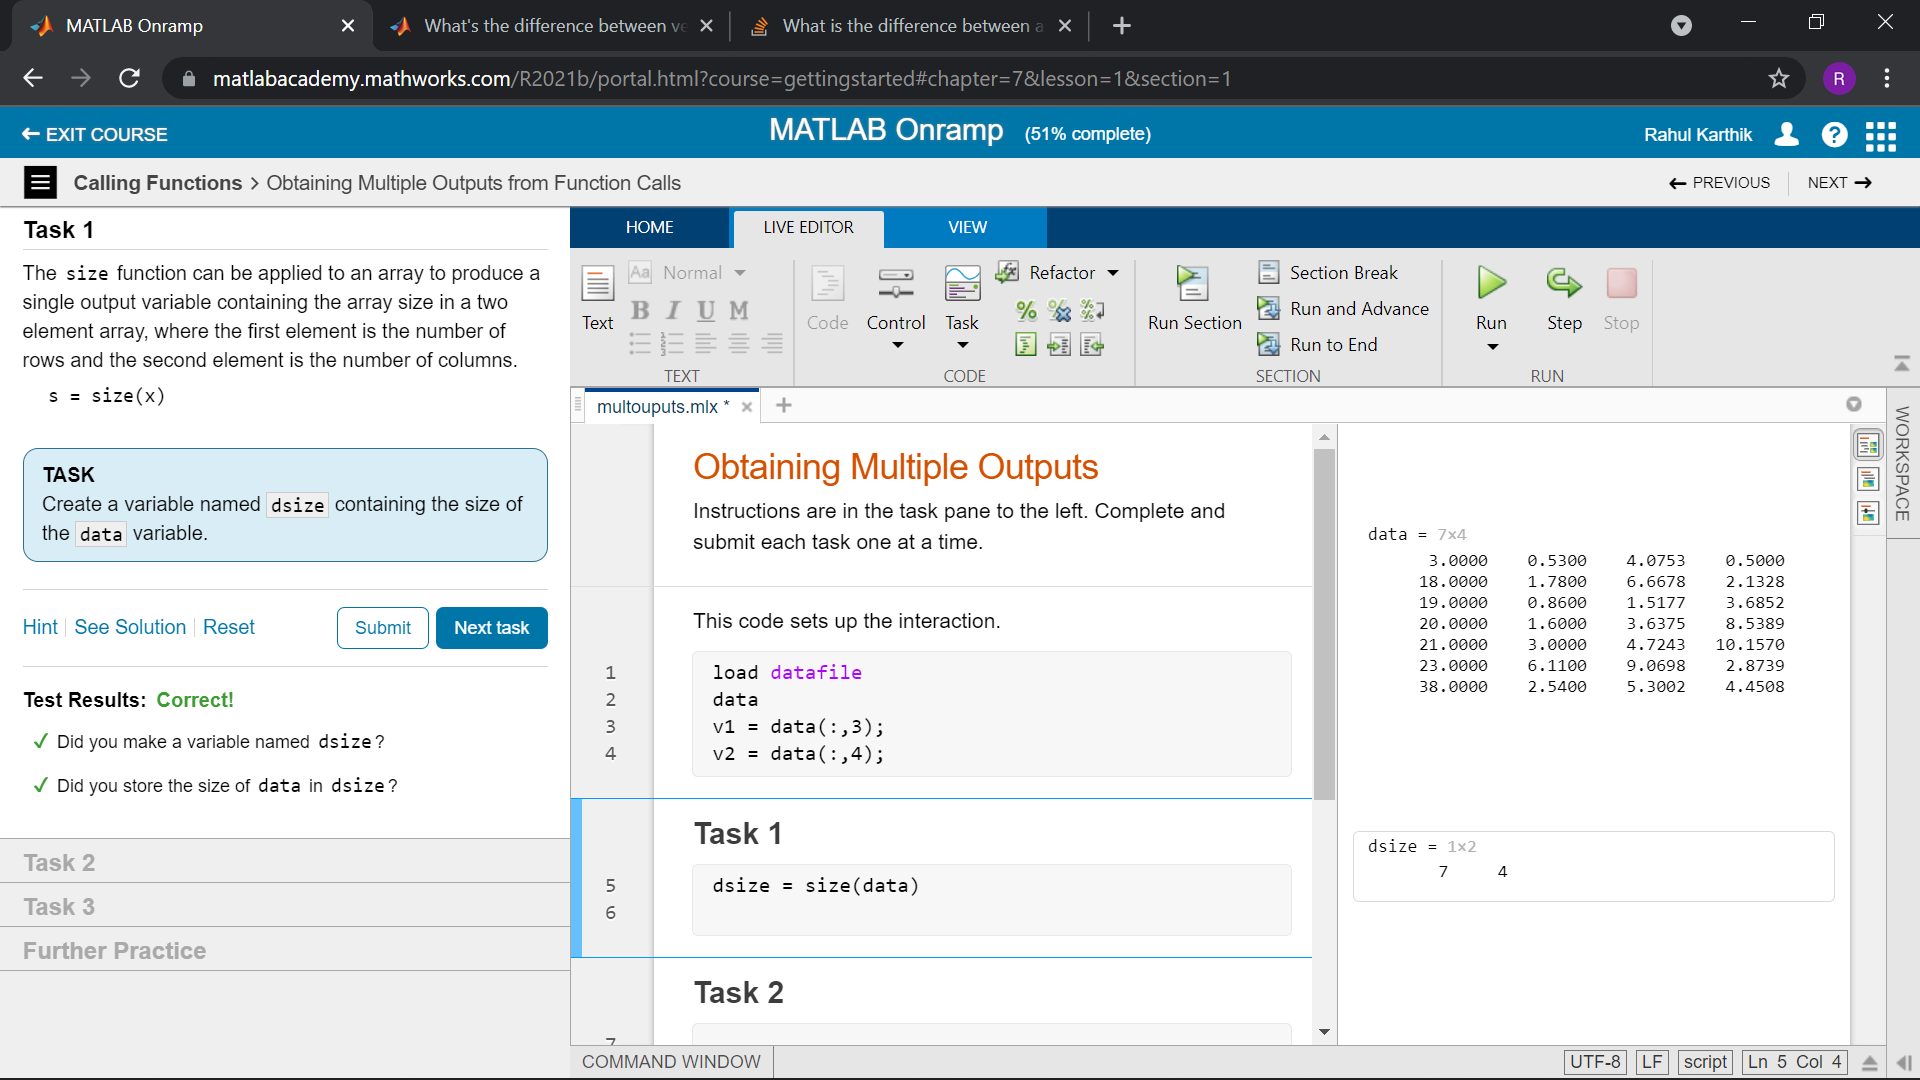 MATLAB Onramp
What's the difference between ve
What is the difference between a
matlabacademy.mathworks.com/R2021b/portal.html?course=gettingstarted#chapter=7&lesson=1&section=1
R
EXIT COURSE
MATLAB Onramp (51% complete)
Rahul Karthik
Calling Functions > Obtaining Multiple Outputs from Function Calls
PREVIOUS
NEXT
Task 1
The size function can be applied to an array to produce a
single output variable containing the array size in a two
element array, where the first element is the number of
rows and the second element is the number of columns.
s = size(x)
TASK
Create a variable named dsize containing the size of
the data variable.
Hint
See Solution
Reset
Submit
Next task
Test Results: Correct!
✓ Did you make a variable named dsize?
✓ Did you store the size of data in dsize?
Task 2
Task 3
Further Practice
HOME
LIVE EDITOR
VIEW
Text
Aa Normal
B I U M
TEXT
Code
Control
Task
Refactor
CODE
Run Section
Section Break
Run and Advance
Run to End
SECTION
Run
Step
Stop
RUN
multouputs.mlx *
WORKSPACE
Obtaining Multiple Outputs
Instructions are in the task pane to the left. Complete and
submit each task one at a time.
This code sets up the interaction.
1 load datafile
2 data
3 v1 = data(:,3);
4 v2 = data(:,4);
Task 1
5 dsize = size(data)
6
Task 2
7
data = 7×4
3.0000 0.5300 4.0753 0.5000
18.0000 1.7800 6.6678 2.1328
19.0000 0.8600 1.5177 3.6852
20.0000 1.6000 3.6375 8.5389
21.0000 3.0000 4.7243 10.1570
23.0000 6.1100 9.0698 2.8739
38.0000 2.5400 5.3002 4.4508
dsize = 1×2
7 4
COMMAND WINDOW
UTF-8
LF
script
Ln 5 Col 4